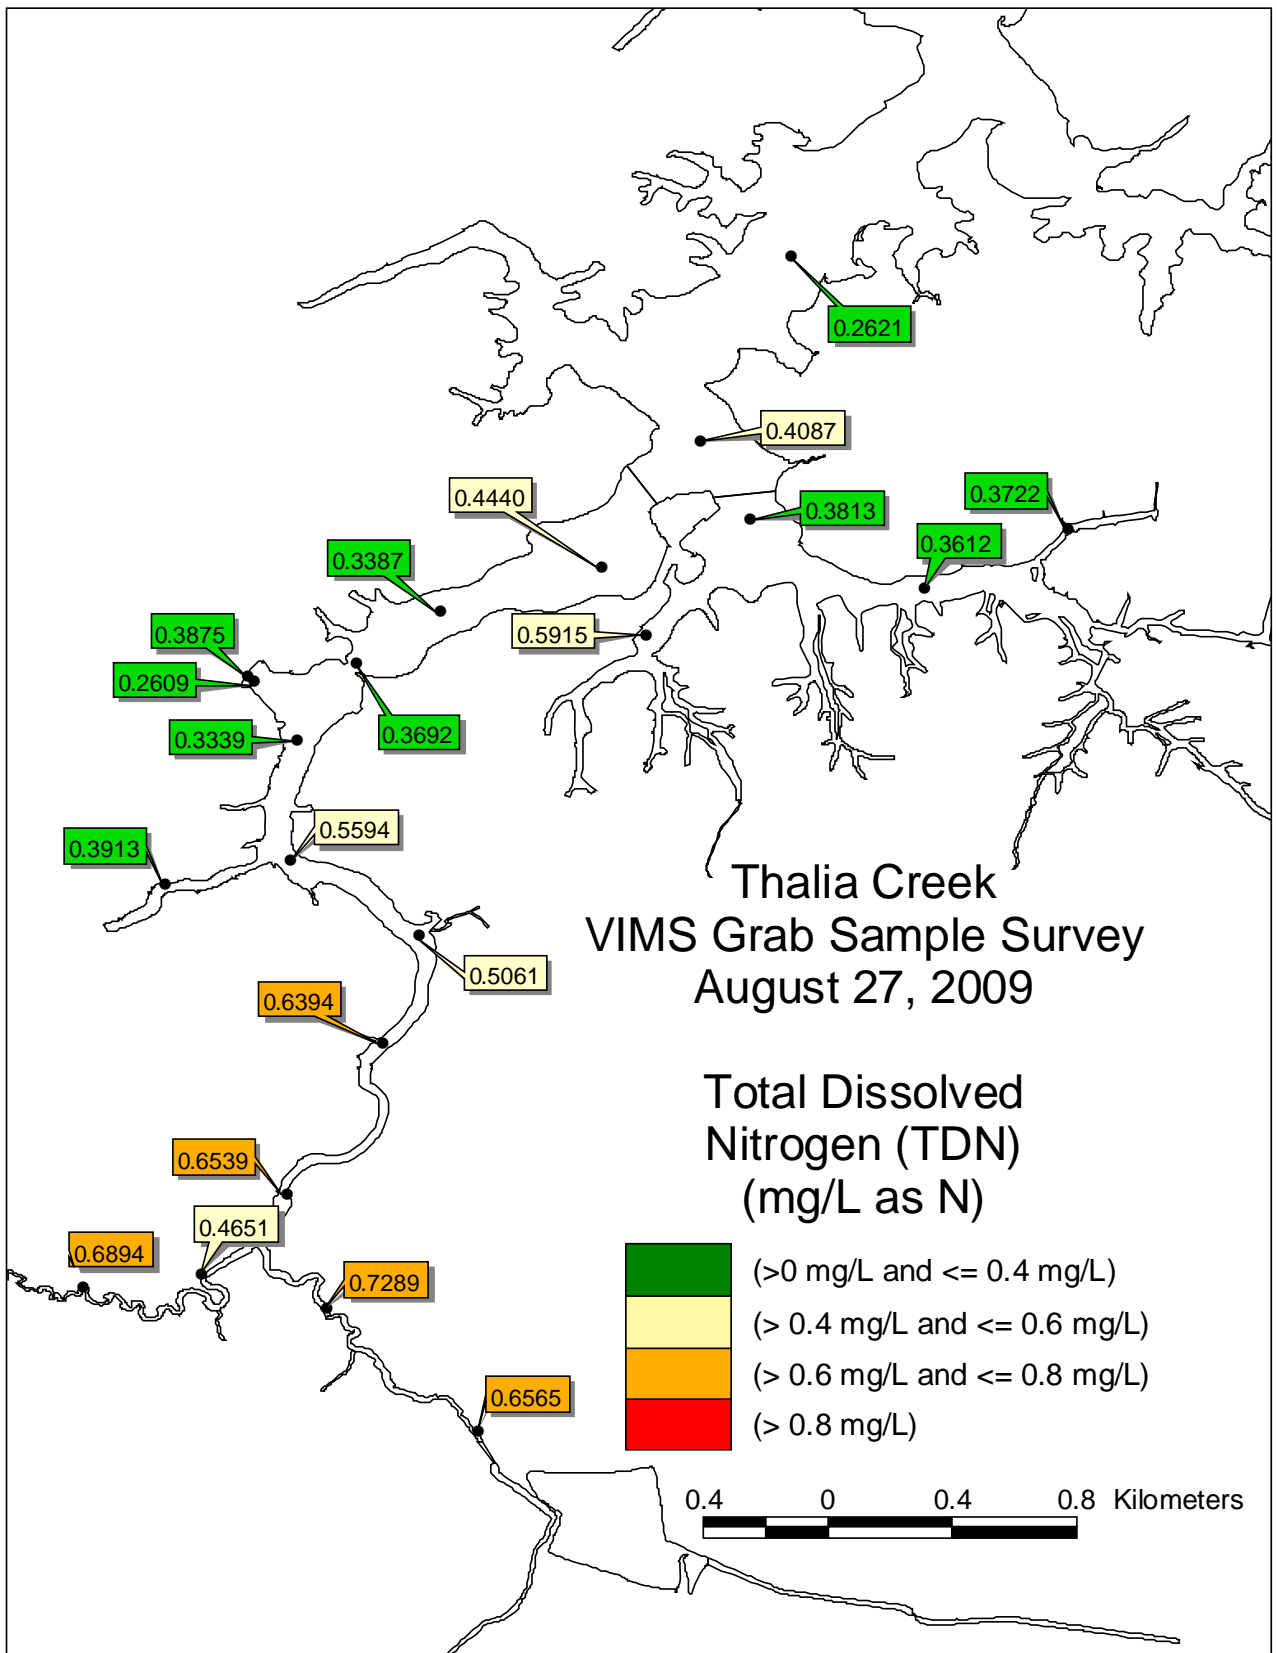 0.2621
0.4087
0.4440
0.3813
0.3722
0.3612
0.3387
0.5915
0.3875
0.2609
0.3692
0.3339
0.5594
0.3913
Thalia Creek
VIMS Grab Sample Survey
August 27, 2009
0.5061
0.6394
Total Dissolved
Nitrogen (TDN)
(mg/L as N)
0.6539
0.4651
0.6894
0.7289
0.6565
(>0 mg/L and <= 0.4 mg/L)
(> 0.4 mg/L and <= 0.6 mg/L)
(> 0.6 mg/L and <= 0.8 mg/L)
(> 0.8 mg/L)
0.4 0 0.4 0.8 Kilometers